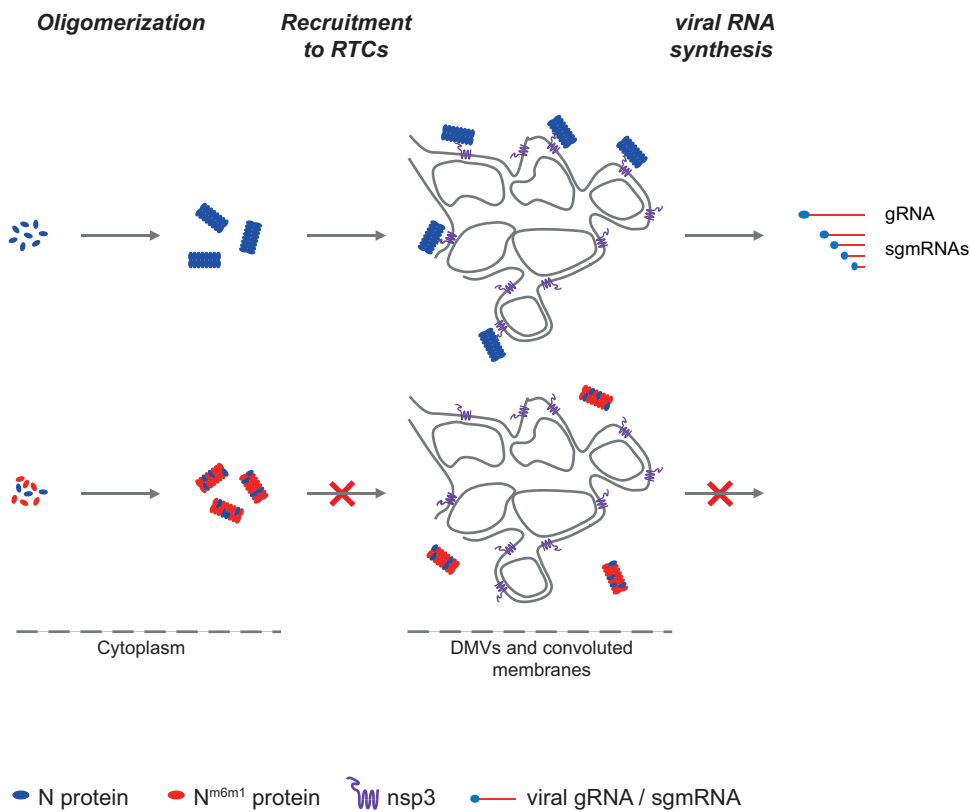 Oligomerization
Recruitment
to RTCs
viral RNA
synthesis
gRNA
sgmRNAs
Cytoplasm
DMVs and convoluted
membranes
N protein
N^m6m1 protein
nsp3
viral gRNA / sgmRNA